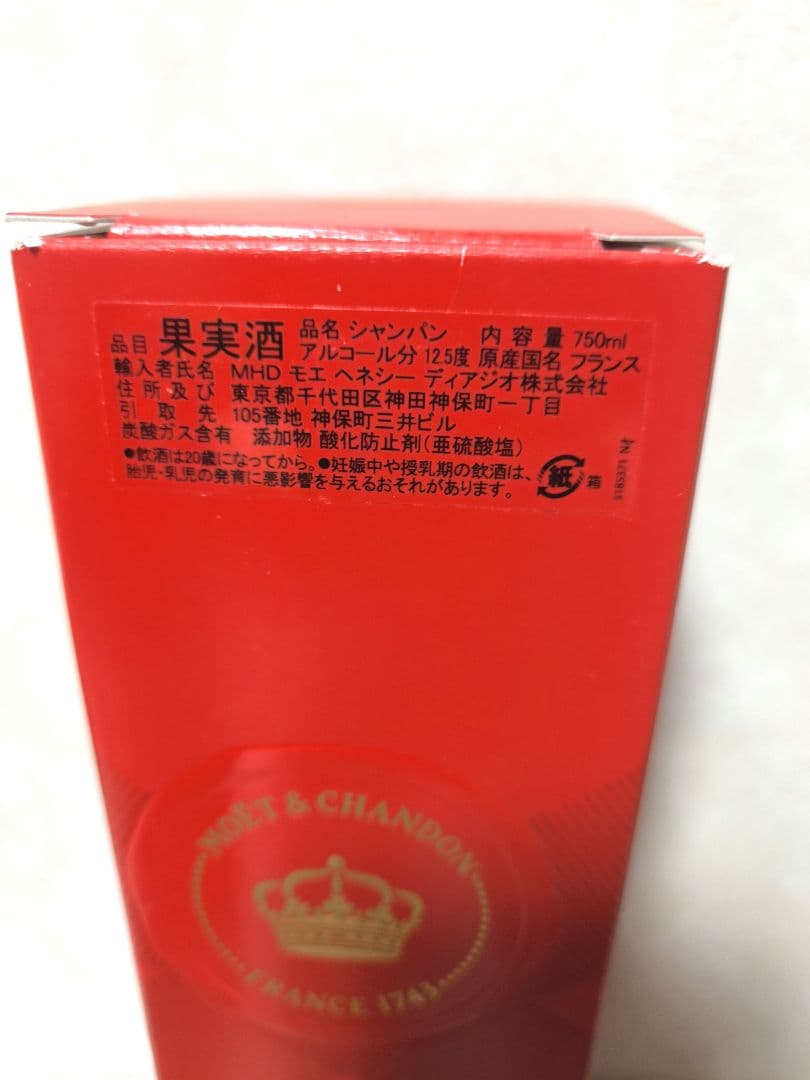 品目 果実酒 品名 シャンパン 内容量 750ml
アルコール分 12.5度 原産国名 フランス
輸入者氏名 MHD モエ ヘネシー ディアジオ株式会社
住所及び 東京都千代田区神田神保町一丁目
引取先 105番地 神保町三井ビル
炭酸ガス含有 添加物 酸化防止剤(亜硫酸塩)
●飲酒は20歳になってから。●妊娠中や授乳期の飲酒は、
胎児・乳児の発育に悪影響を与えるおそれがあります。
紙 箱
MOËT & CHANDON
FRANCE 1743